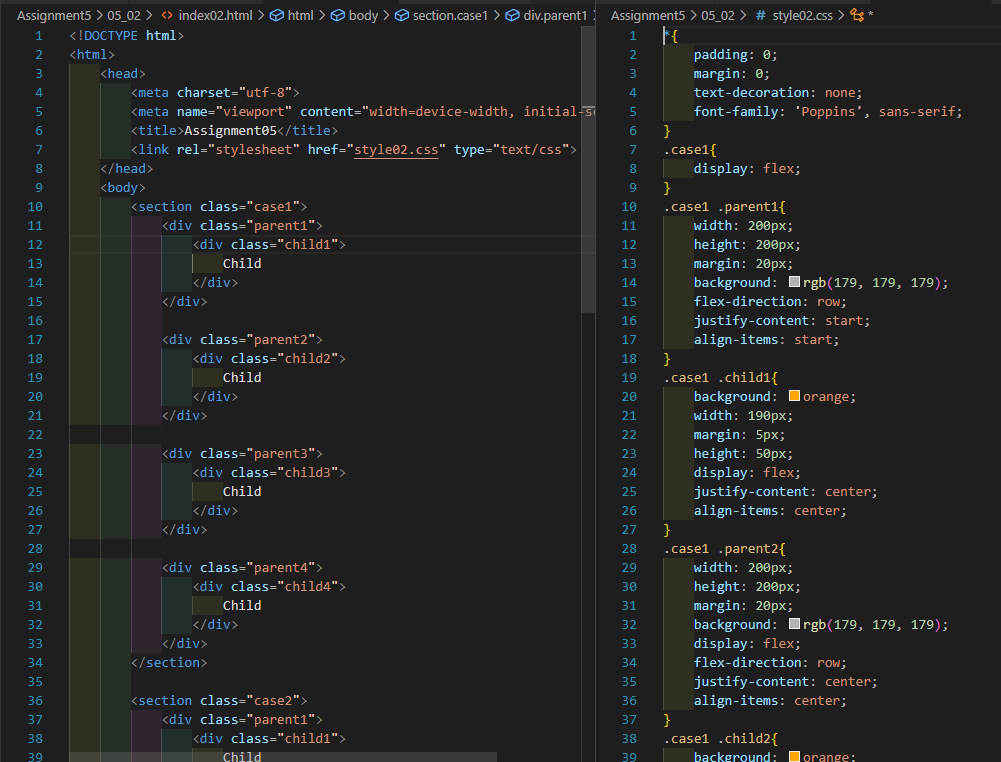 Assignment5 > 05_02 > <> index02.html > html > body > section.case1 > div.parent1
1 <!DOCTYPE html>
2 <html>
3 <head>
4 <meta charset="utf-8">
5 <meta name="viewport" content="width=device-width, initial-sc
6 <title>Assignment05</title>
7 <link rel="stylesheet" href="style02.css" type="text/css">
8 </head>
9 <body>
10 <section class="case1">
11 <div class="parent1">
12 <div class="child1">
13 Child
14 </div>
15 </div>
16
17 <div class="parent2">
18 <div class="child2">
19 Child
20 </div>
21 </div>
22
23 <div class="parent3">
24 <div class="child3">
25 Child
26 </div>
27 </div>
28
29 <div class="parent4">
30 <div class="child4">
31 Child
32 </div>
33 </div>
34 </section>
35
36 <section class="case2">
37 <div class="parent1">
38 <div class="child1">
39 Child
Assignment5 > 05_02 > # style02.css > *
1 *{
2 padding: 0;
3 margin: 0;
4 text-decoration: none;
5 font-family: 'Poppins', sans-serif;
6 }
7 .case1{
8 display: flex;
9 }
10 .case1 .parent1{
11 width: 200px;
12 height: 200px;
13 margin: 20px;
14 background: rgb(179, 179, 179);
15 flex-direction: row;
16 justify-content: start;
17 align-items: start;
18 }
19 .case1 .child1{
20 background: orange;
21 width: 190px;
22 margin: 5px;
23 height: 50px;
24 display: flex;
25 justify-content: center;
26 align-items: center;
27 }
28 .case1 .parent2{
29 width: 200px;
30 height: 200px;
31 margin: 20px;
32 background: rgb(179, 179, 179);
33 display: flex;
34 flex-direction: row;
35 justify-content: center;
36 align-items: center;
37 }
38 .case1 .child2{
39 background: orange;